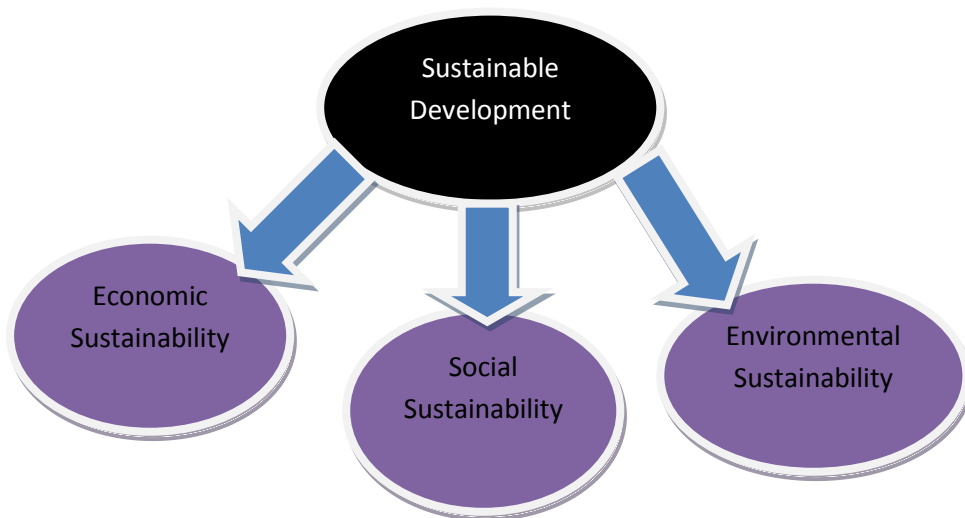 Sustainable
Development
Economic
Sustainability
Social
Sustainability
Environmental
Sustainability